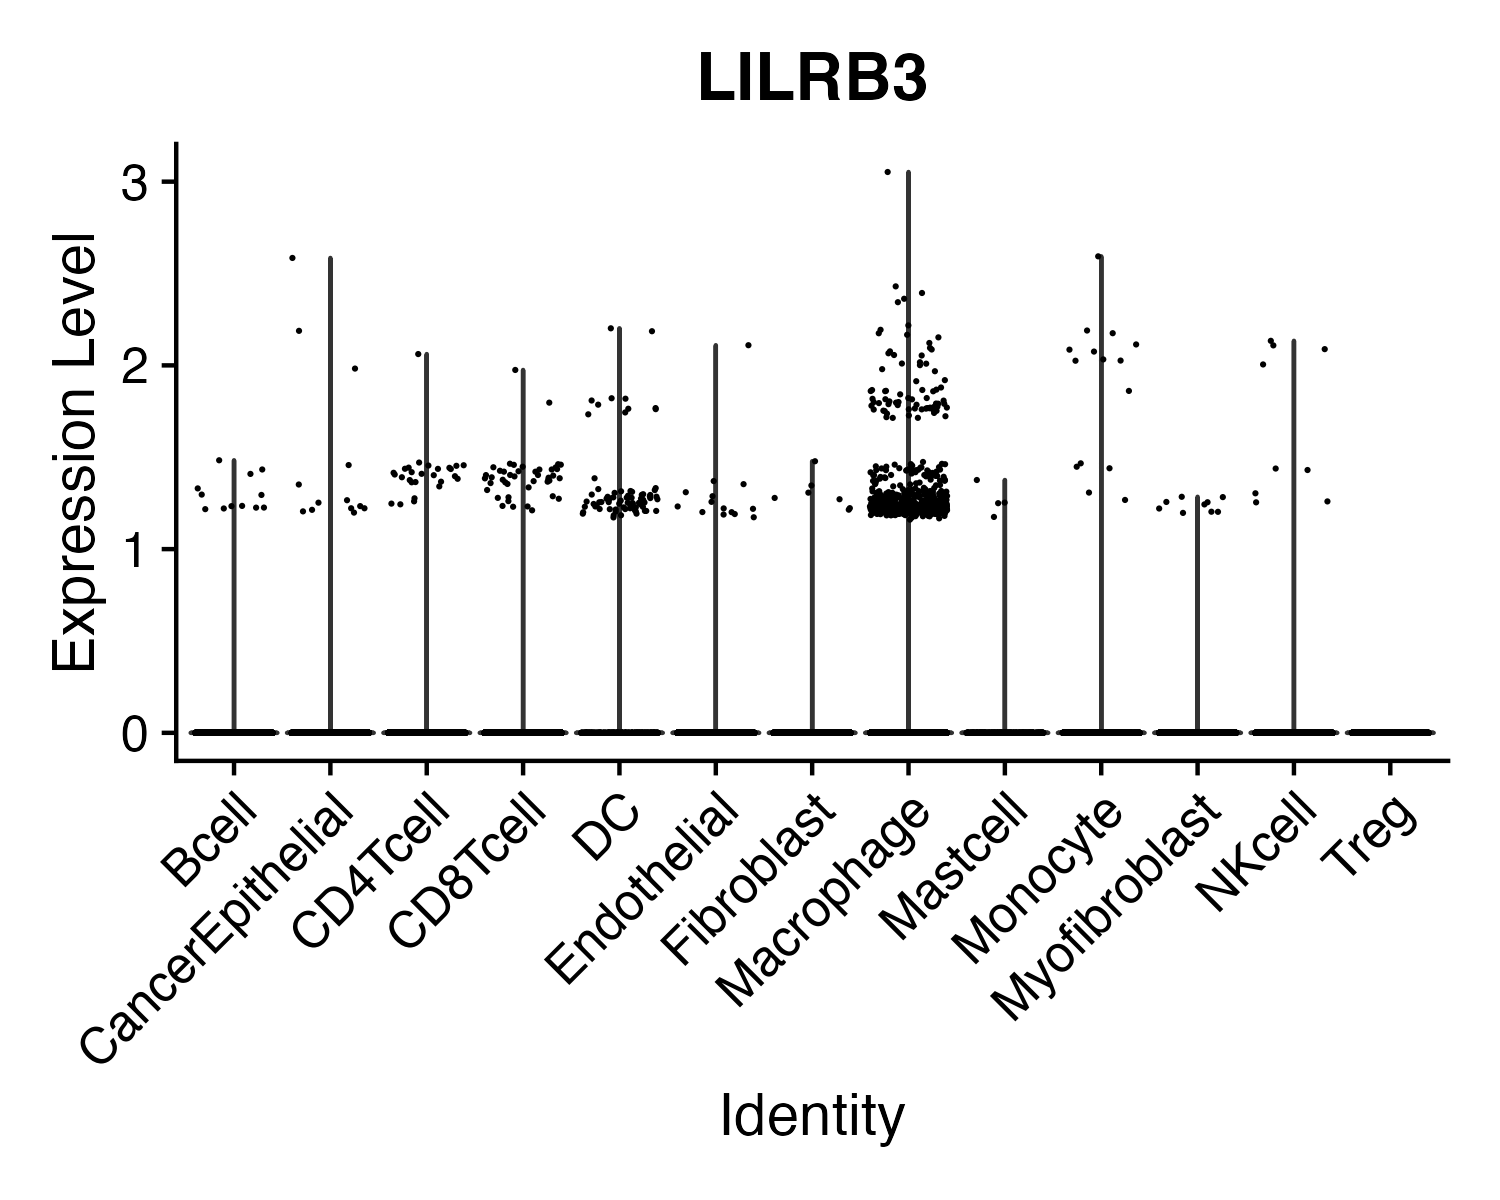 LILRB3
Expression Level
3
2
1
0
Bcell
CancerEpithelial
CD4Tcell
CD8Tcell
DC
Endothelial
Fibroblast
Macrophage
Mastcell
Monocyte
Myofibroblast
NKcell
Treg
Identity